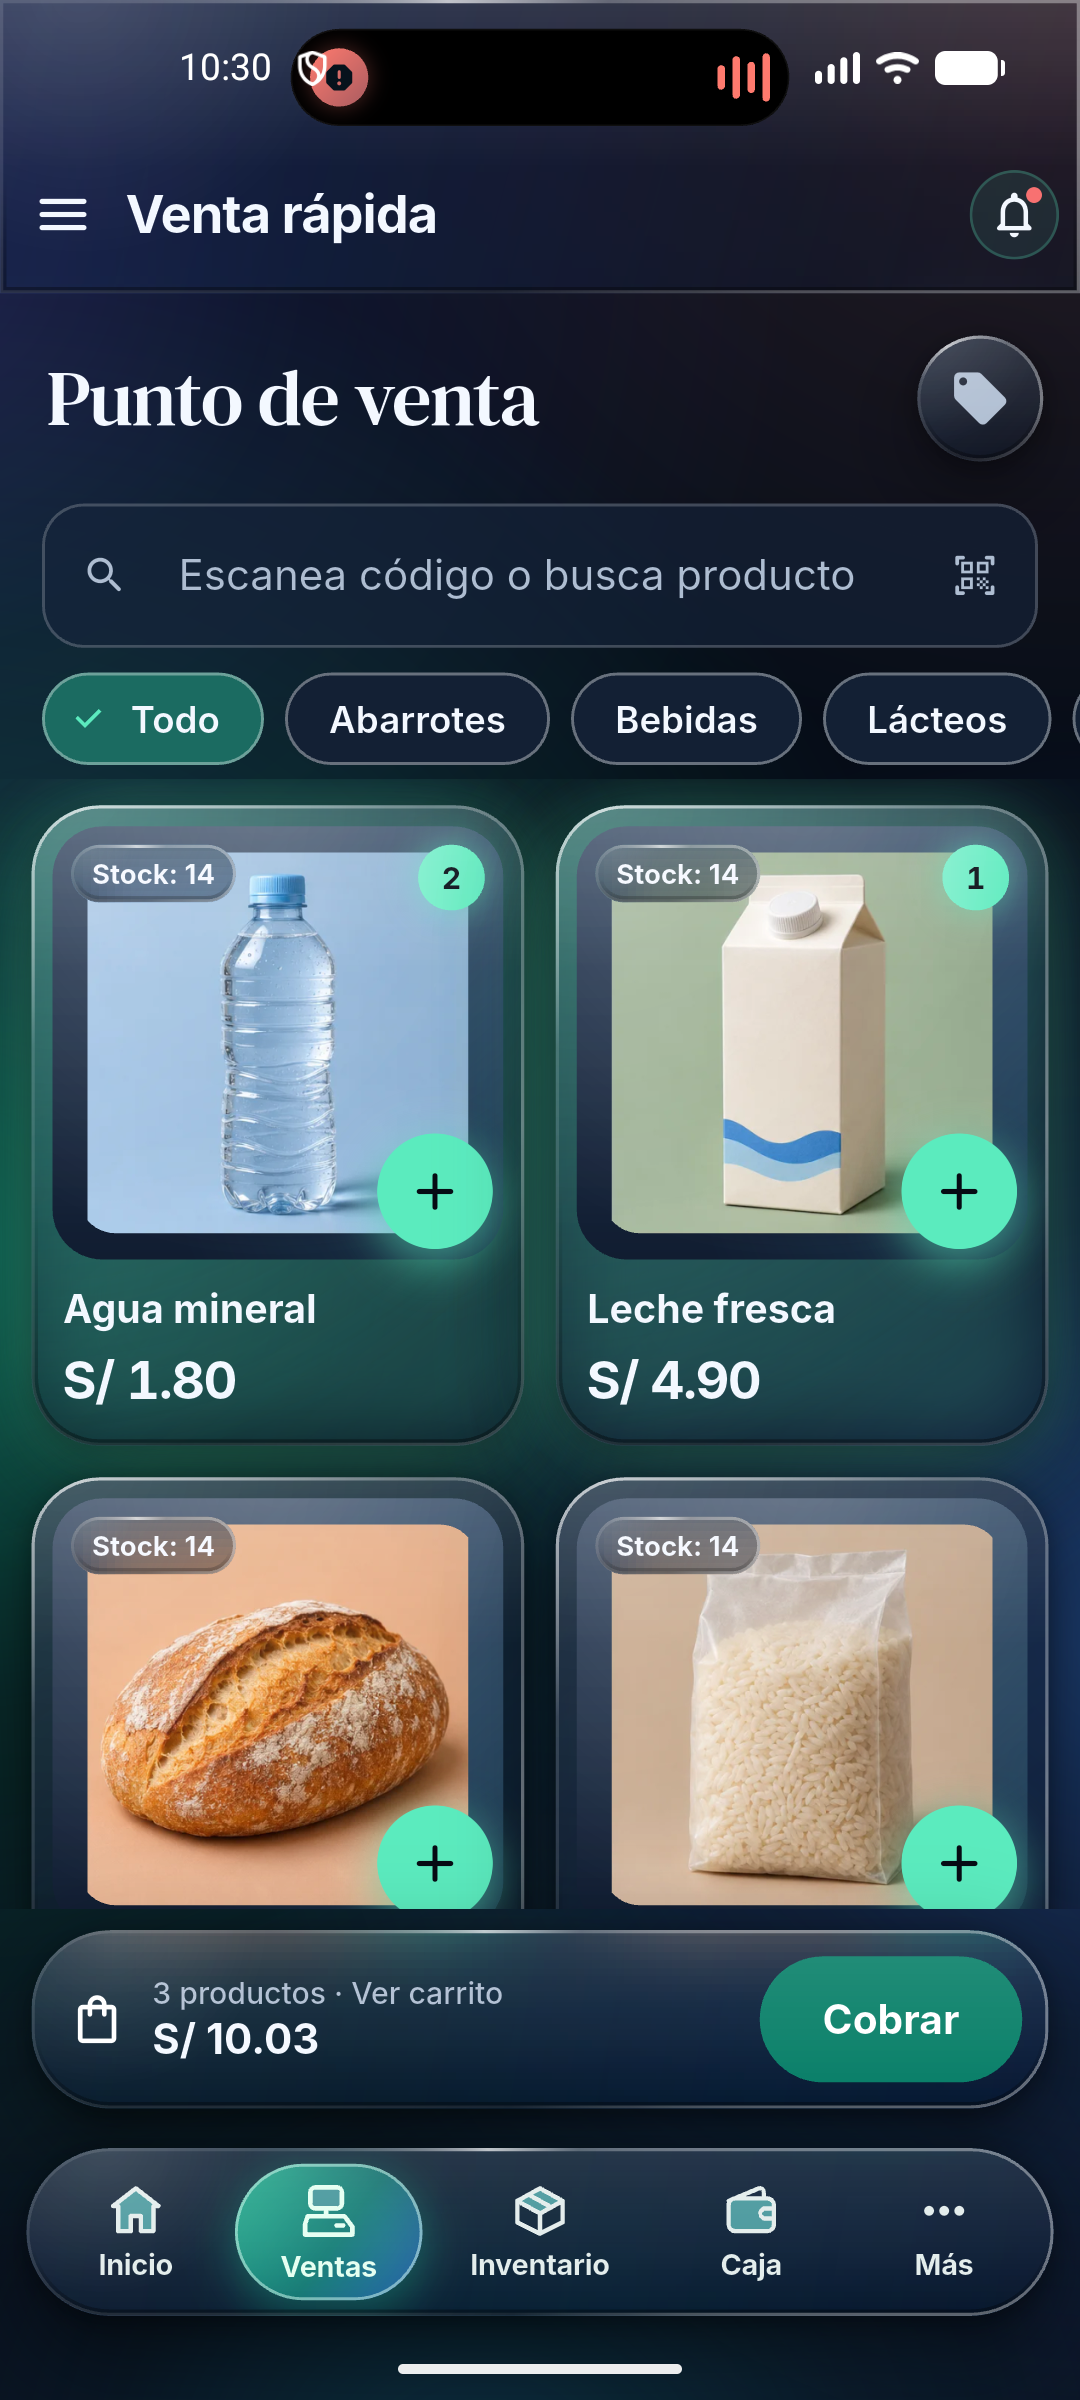 10:30
Venta rápida
Punto de venta
Escanea código o busca producto
Todo
Abarrotes
Bebidas
Lácteos
Stock: 14
2
Stock: 14
1
Agua mineral
S/ 1.80
Leche fresca
S/ 4.90
Stock: 14
Stock: 14
3 productos · Ver carrito
S/ 10.03
Cobrar
Inicio
Ventas
Inventario
Caja
Más